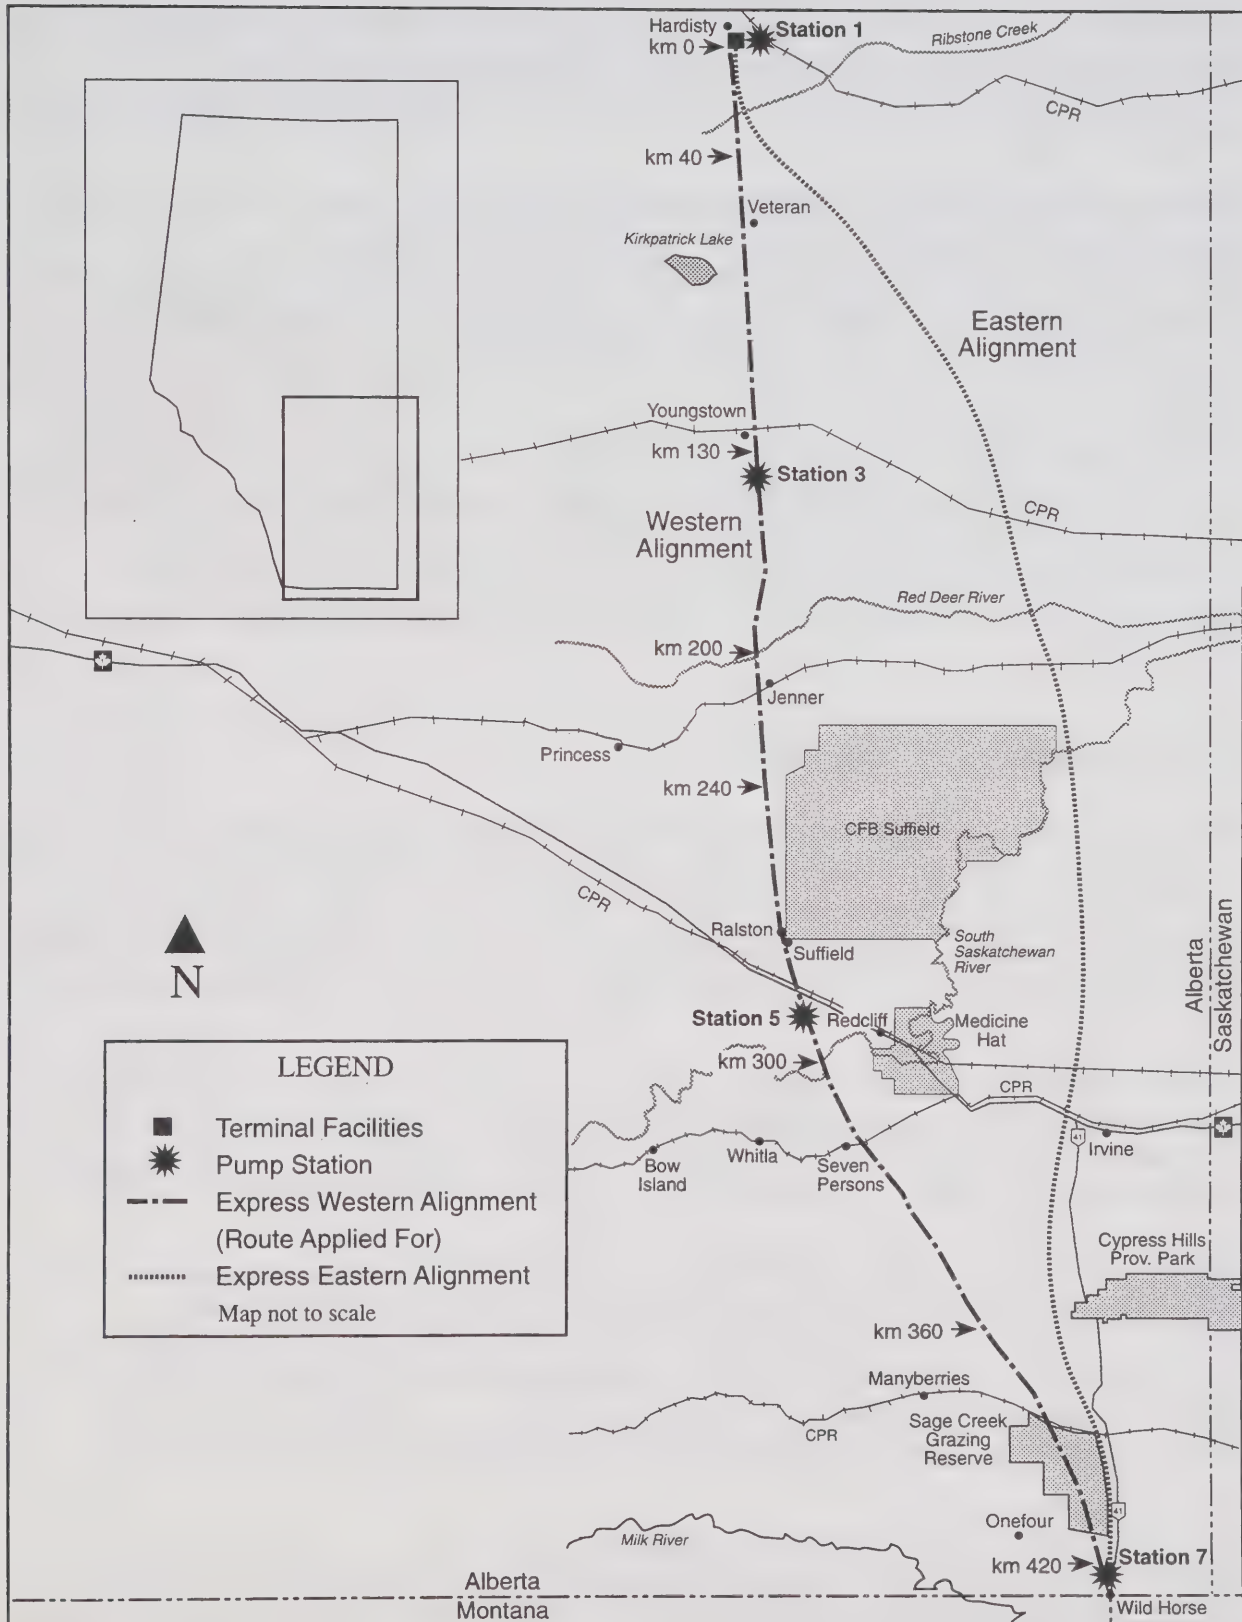 Hardisty
Station 1
km 0
Ribstone Creek
CPR
km 40
Veteran
Kirkpatrick Lake
Eastern
Alignment
Youngstown
km 130
Station 3
CPR
Western
Alignment
Red Deer River
km 200
Jenner
Princess
km 240
CFB Suffield
CPR
Ralston
Suffield
South
Saskatchewan
River
Alberta
Saskatchewan
N
Station 5
Redcliff
Medicine
Hat
km 300
CPR
41
Irvine
Bow
Island
Whitla
Seven
Persons
LEGEND
Terminal Facilities
Pump Station
Express Western Alignment
(Route Applied For)
Express Eastern Alignment
Map not to scale
Cypress Hills
Prov. Park
km 360
Manyberries
CPR
Sage Creek
Grazing
Reserve
41
Onefour
Milk River
km 420
Station 7
Alberta
Montana
Wild Horse